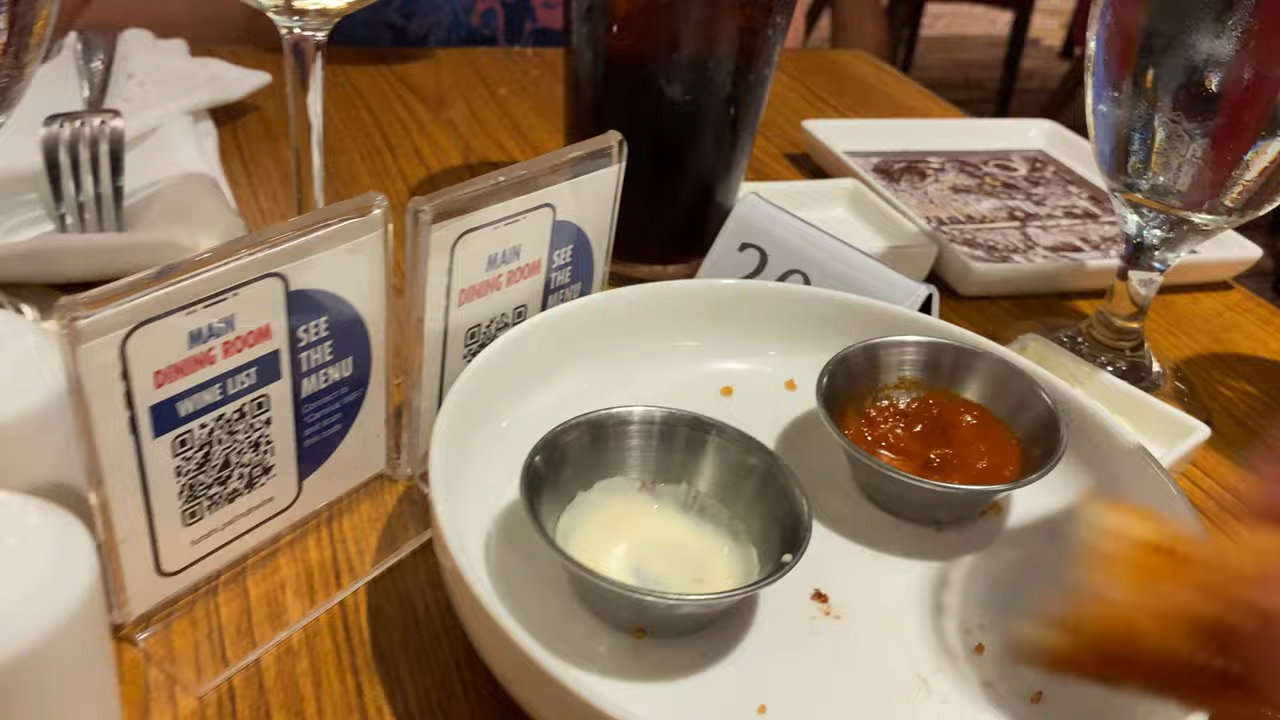 MAIN
DINING ROOM
WINE LIST
SEE
THE
MENU
MAIN
DINING ROOM
SEE
THE
MENU
20